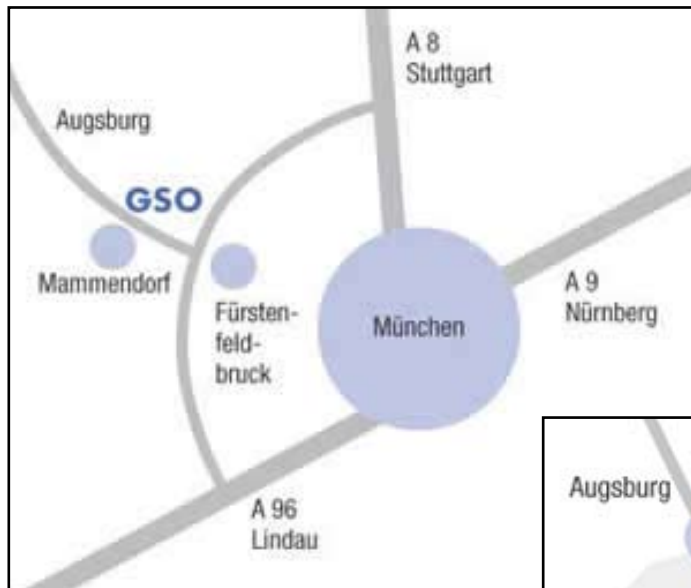 A 8
Stuttgart
Augsburg
GSO
Mammendorf
Fürsten-
feld-
bruck
München
A 9
Nürnberg
A 96
Lindau
Augsburg